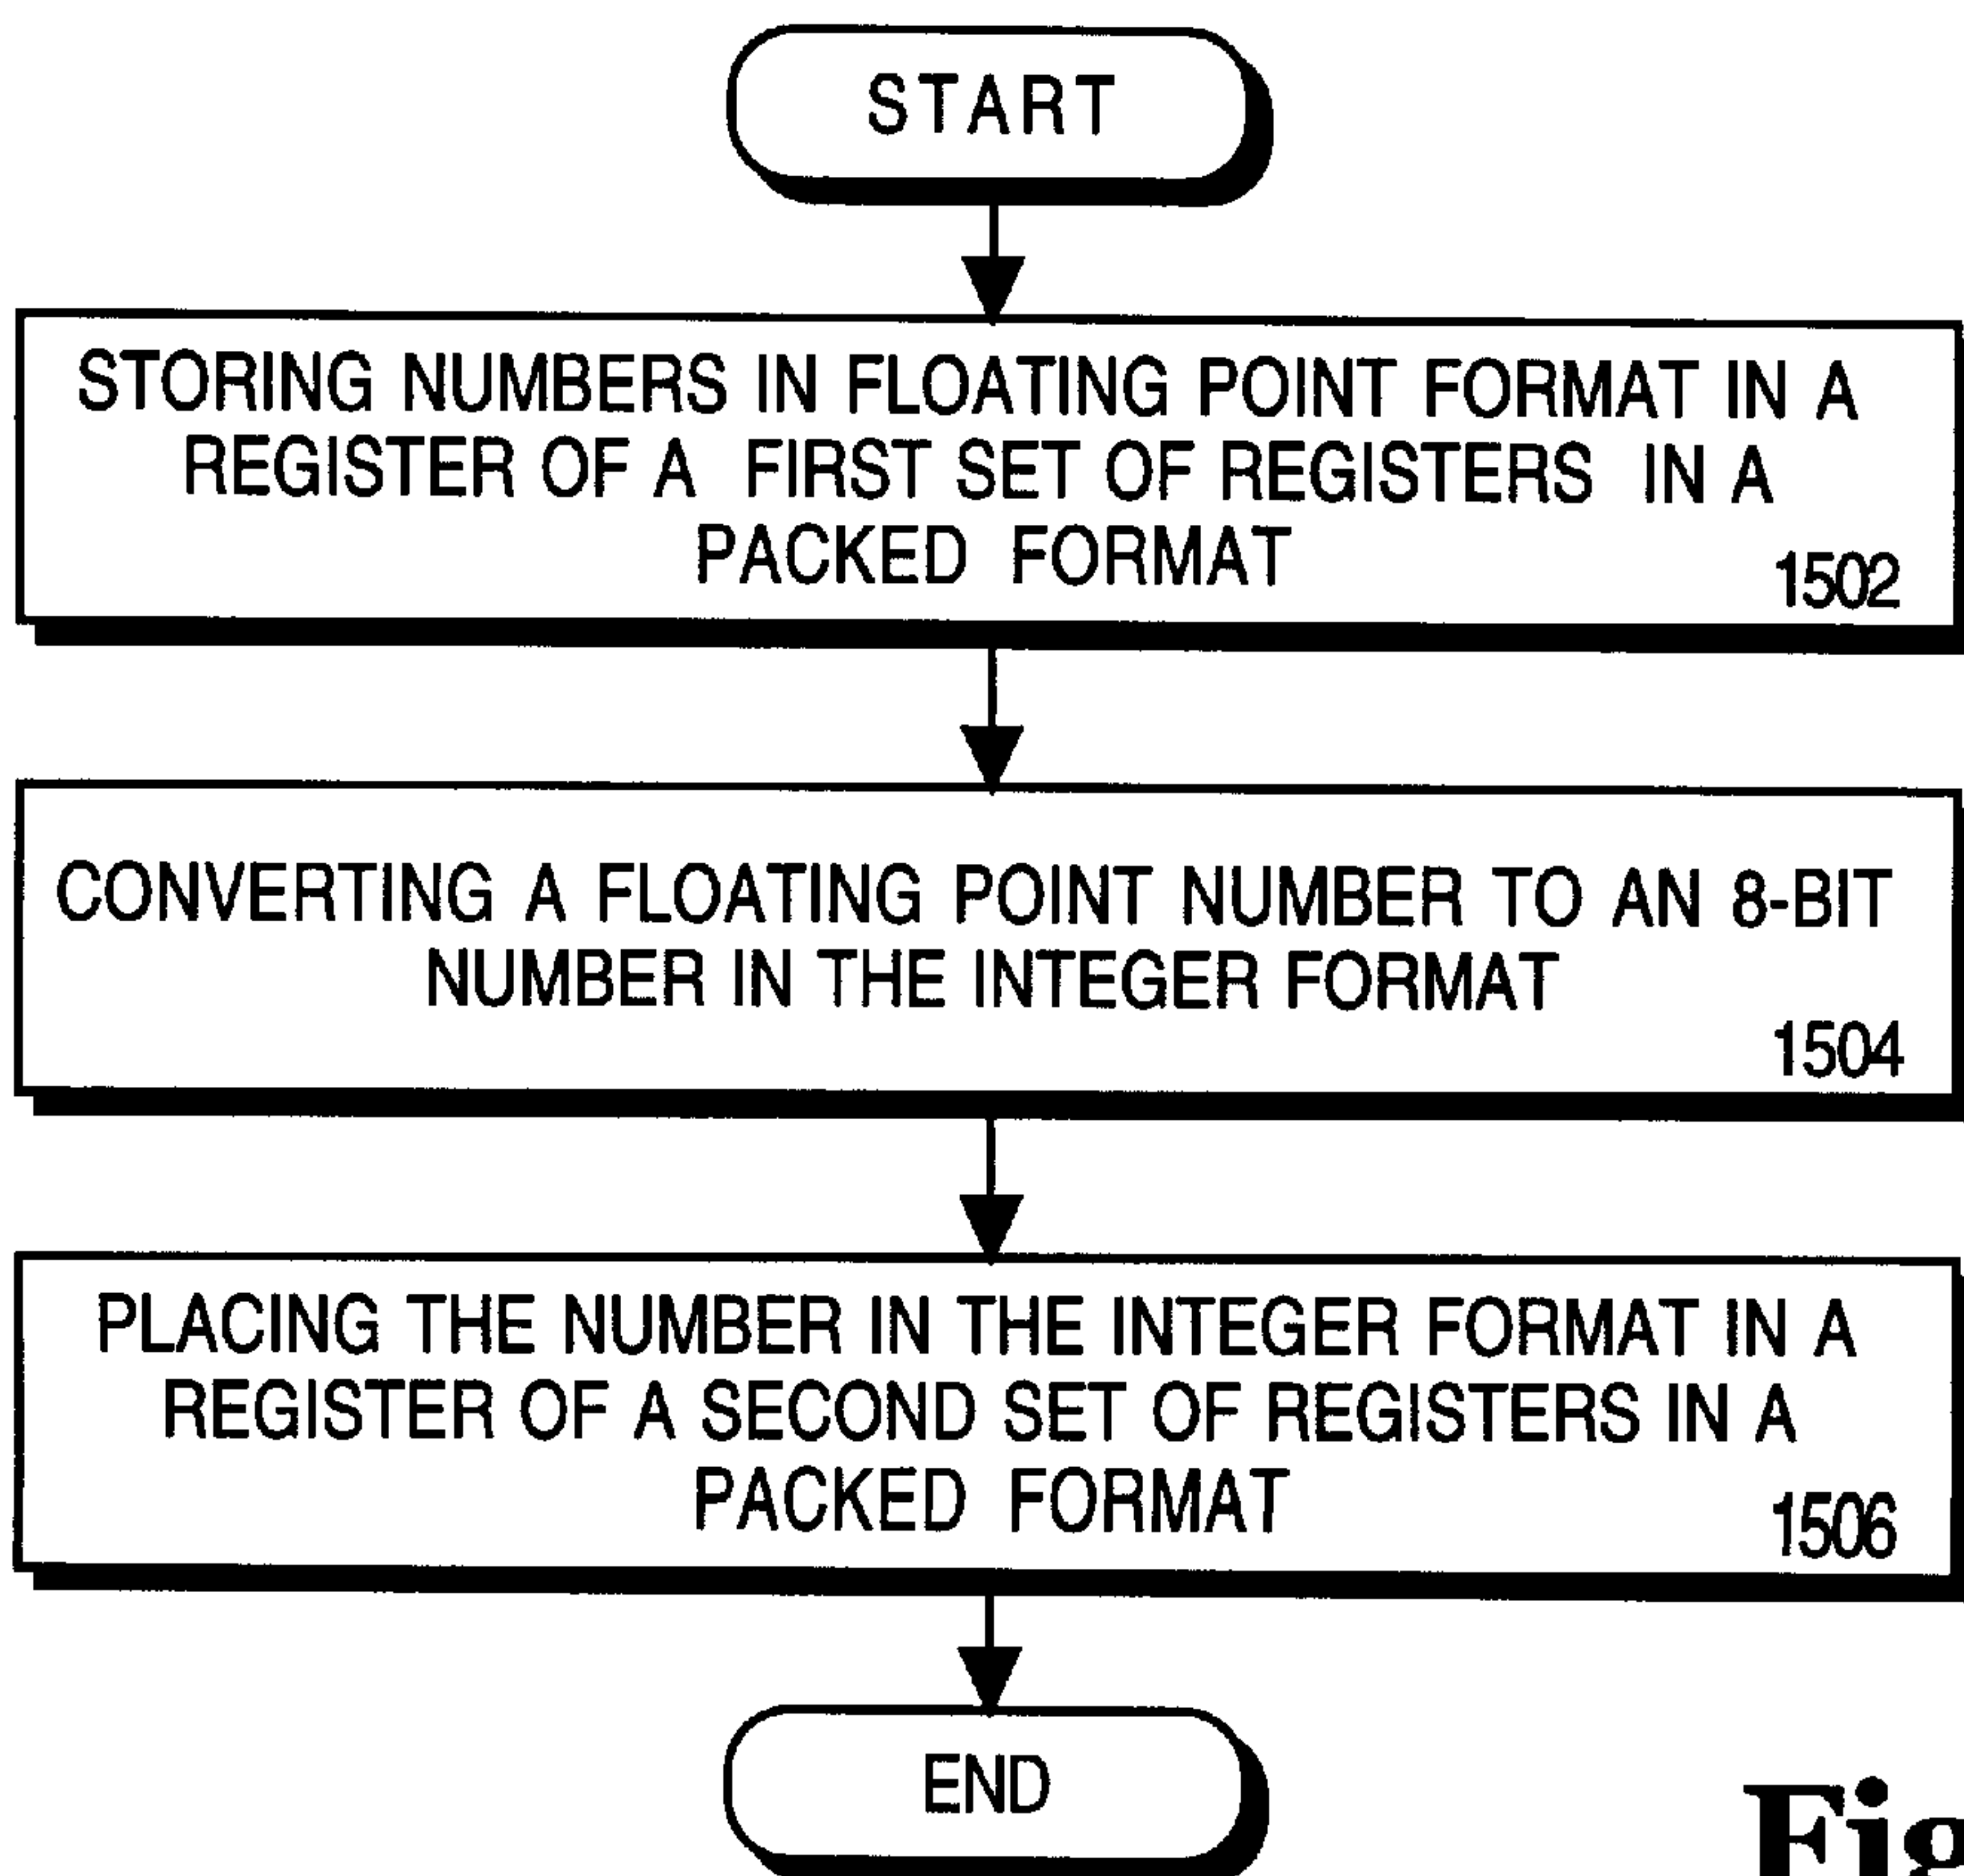 START
STORING NUMBERS IN FLOATING POINT FORMAT IN A
REGISTER OF A FIRST SET OF REGISTERS IN A
PACKED FORMAT
1502
CONVERTING A FLOATING POINT NUMBER TO AN 8-BIT
NUMBER IN THE INTEGER FORMAT
1504
PLACING THE NUMBER IN THE INTEGER FORMAT IN A
REGISTER OF A SECOND SET OF REGISTERS IN A
PACKED FORMAT
1506
END
Fig